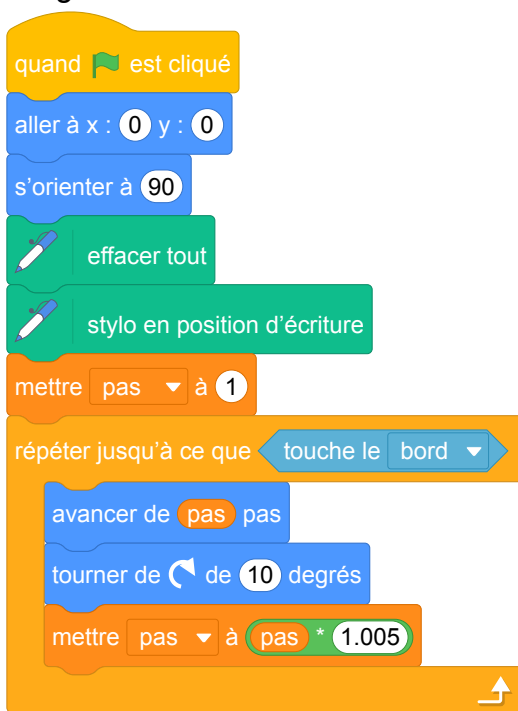 quand est cliqué
aller à x : 0 y : 0
s'orienter à 90
effacer tout
stylo en position d'écriture
mettre pas à 1
répéter jusqu'à ce que touche le bord
avancer de pas pas
tourner de de 10 degrés
mettre pas à pas * 1.005